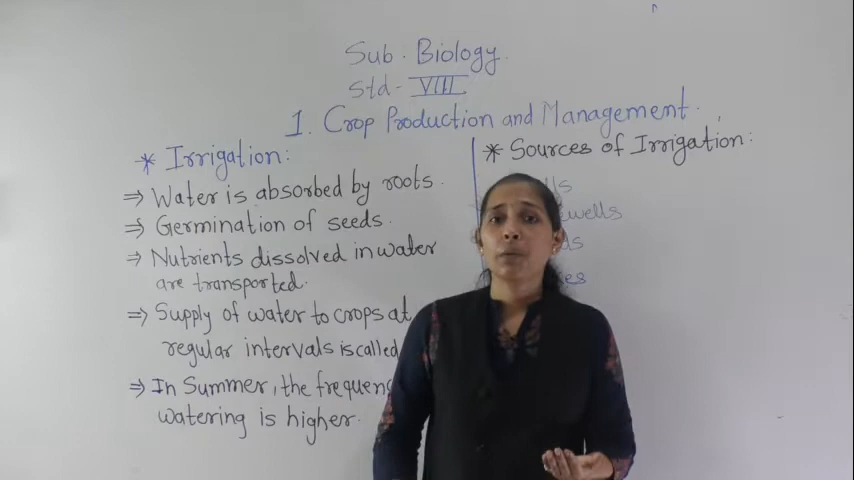 Sub. Biology.
Std- VIII
1. Crop Production and Management.
* Irrigation:
⇒ Water is absorbed by roots.
⇒ Germination of seeds.
⇒ Nutrients dissolved in water
are transported.
⇒ Supply of water to crops at
regular intervals is called
⇒ In Summer, the
watering is higher.
* Sources of Irrigation: